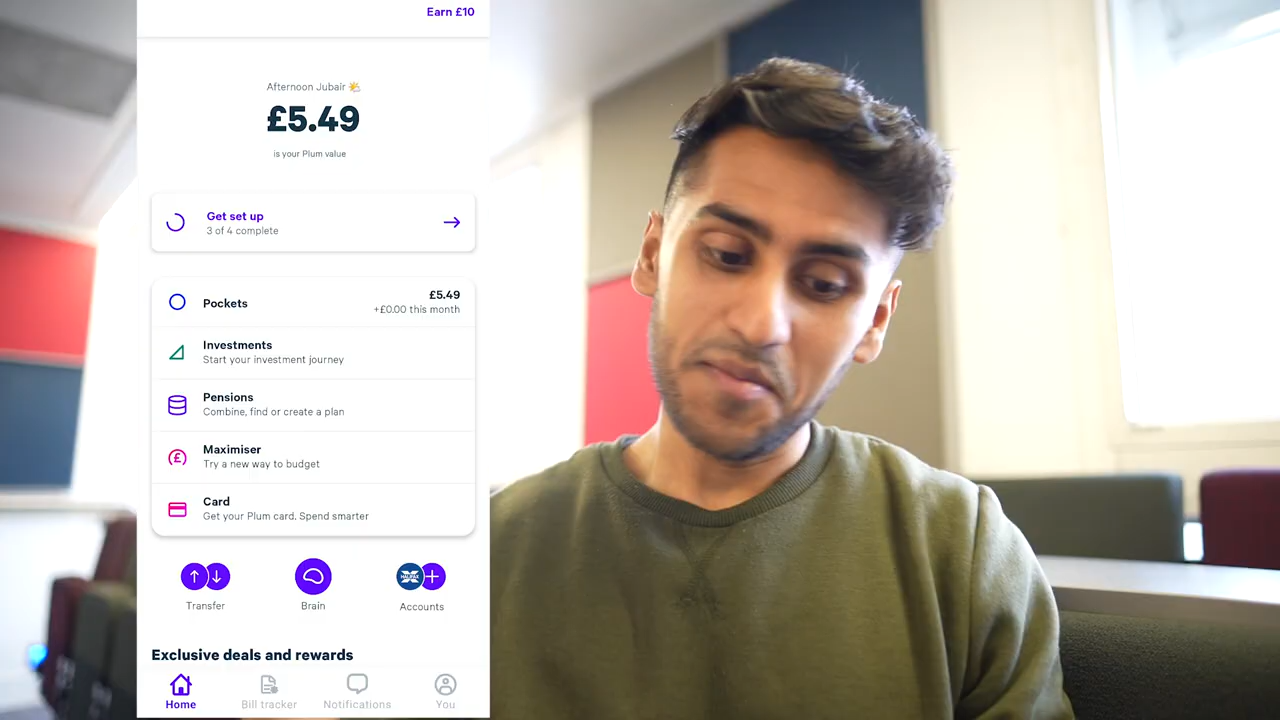 Earn £10
Afternoon Jubair
£5.49
is your Plum value
Get set up
3 of 4 complete
Pockets
£5.49
+£0.00 this month
Investments
Start your investment journey
Pensions
Combine, find or create a plan
Maximiser
Try a new way to budget
Card
Get your Plum card. Spend smarter
HALIFAX
Transfer
Brain
Accounts
Exclusive deals and rewards
Home
Bill tracker
Notifications
You